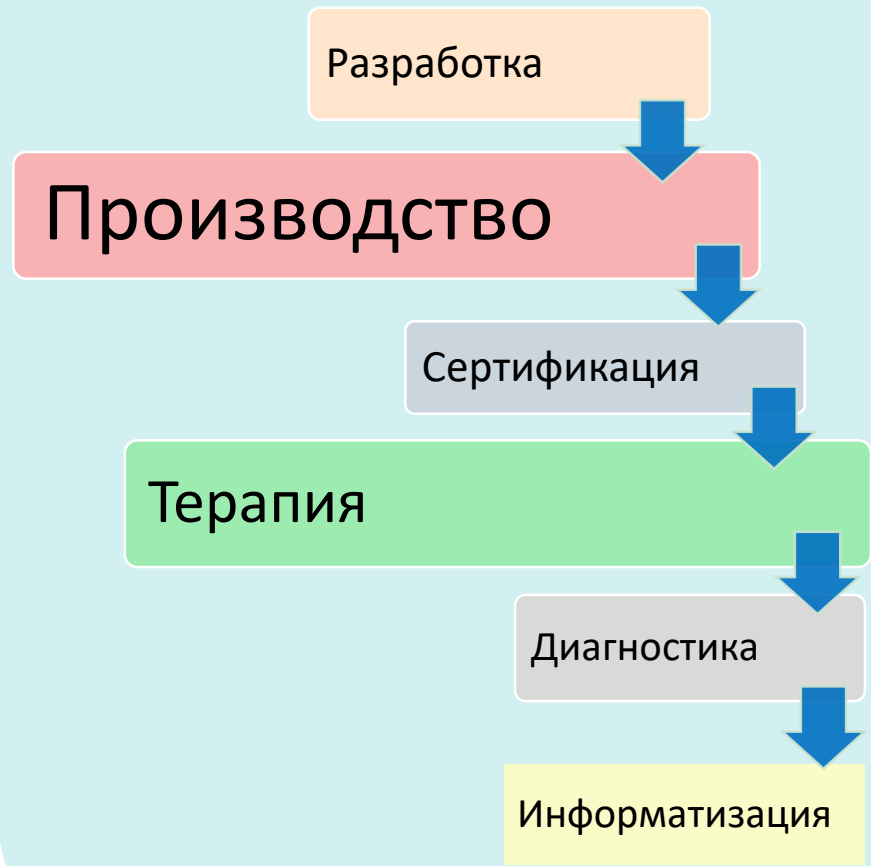 Разработка
Производство
Сертификация
Терапия
Диагностика
Информатизация